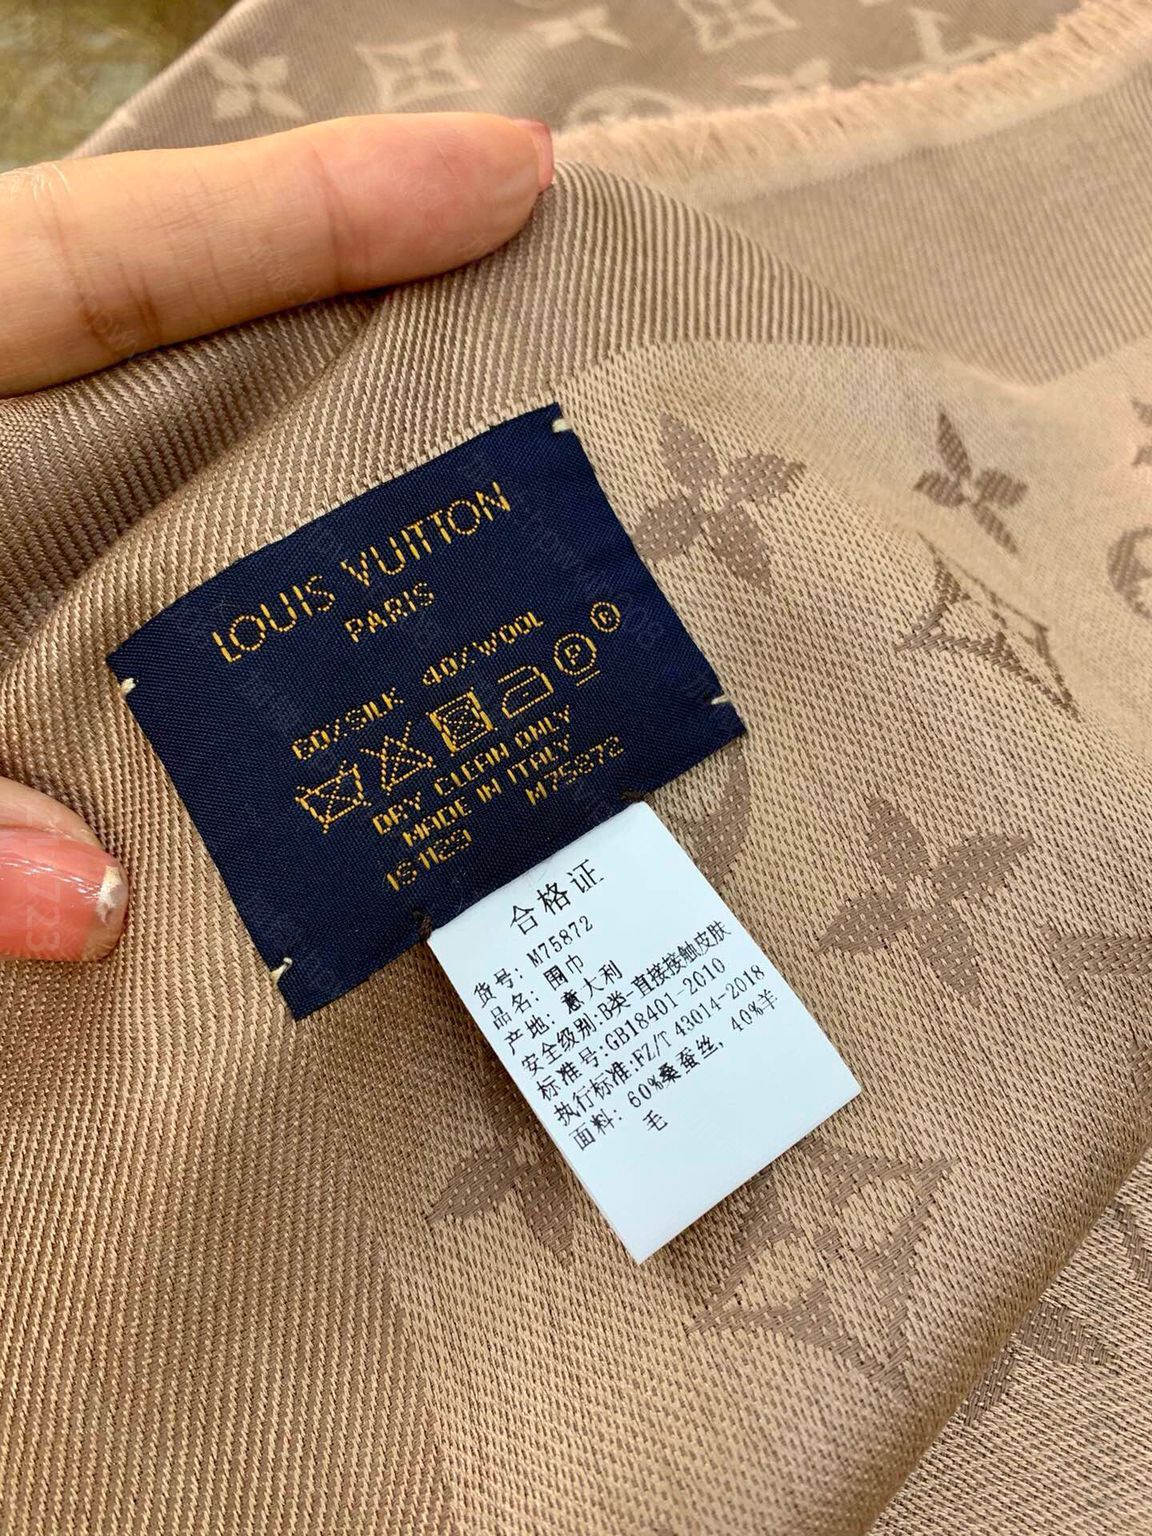 LOUIS VUITTON
PARIS
60%SILK 40%WOOL
P R
DRY CLEAN ONLY
MADE IN ITALY
IS1123 M75872
合格证
货号: M75872
品名: 围巾
产地: 意大利
安全级别:B类-直接接触皮肤
标准号:GB18401-2010
执行标准:FZ/T 43014-2018
面料: 60%桑蚕丝, 40%羊
毛